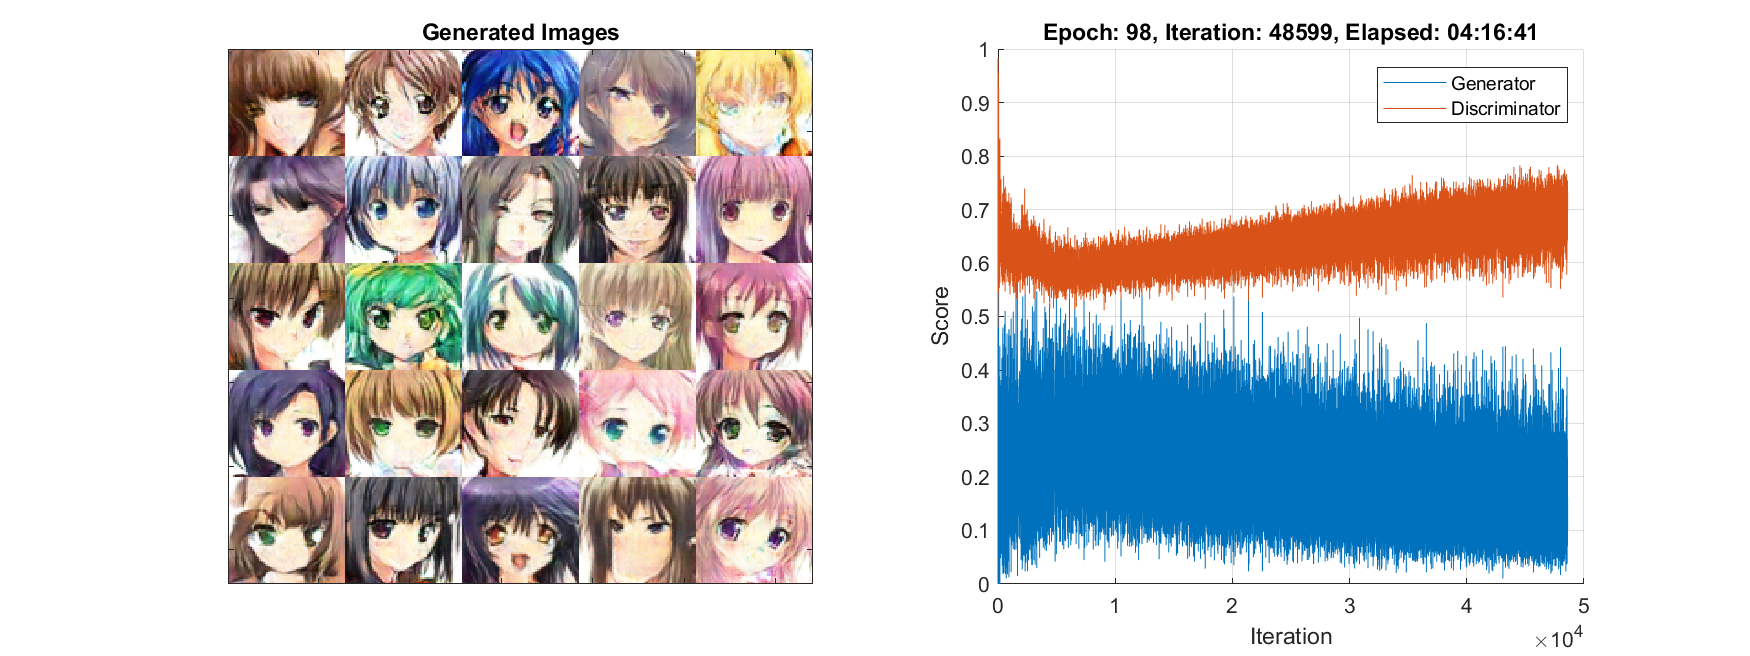 Generated Images
Epoch: 98, Iteration: 48599, Elapsed: 04:16:41
Generator
Discriminator
Score
1
0.9
0.8
0.7
0.6
0.5
0.4
0.3
0.2
0.1
0
0 1 2 3 4 5
Iteration
×10⁴